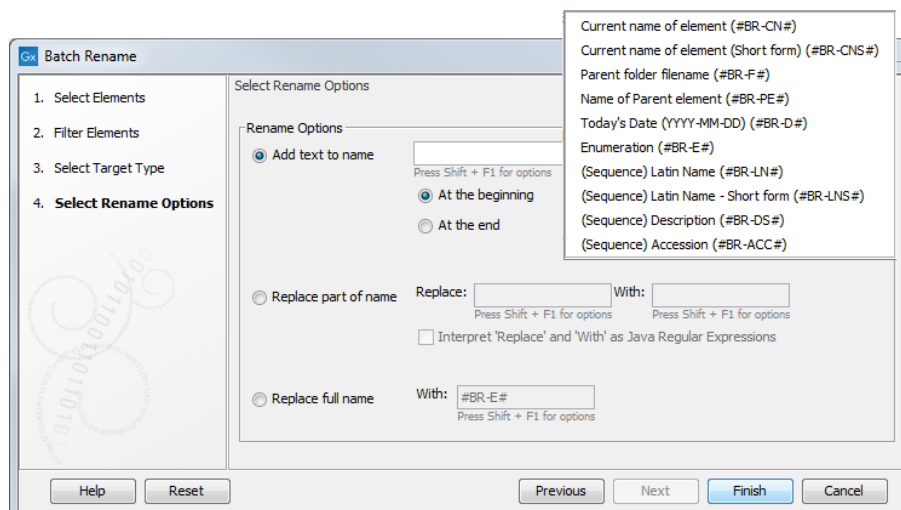 Gx Batch Rename
1. Select Elements
2. Filter Elements
3. Select Target Type
4. Select Rename Options
Select Rename Options
Rename Options
Add text to name
Press Shift + F1 for options
At the beginning
At the end
Current name of element (#BR-CN#)
Current name of element (Short form) (#BR-CNS#)
Parent folder filename (#BR-F#)
Name of Parent element (#BR-PE#)
Today's Date (YYYY-MM-DD) (#BR-D#)
Enumeration (#BR-E#)
(Sequence) Latin Name (#BR-LN#)
(Sequence) Latin Name - Short form (#BR-LNS#)
(Sequence) Description (#BR-DS#)
(Sequence) Accession (#BR-ACC#)
Replace part of name Replace: With:
Press Shift + F1 for options Press Shift + F1 for options
Interpret 'Replace' and 'With' as Java Regular Expressions
Replace full name With: #BR-E#
Press Shift + F1 for options
Help Reset Previous Next Finish Cancel